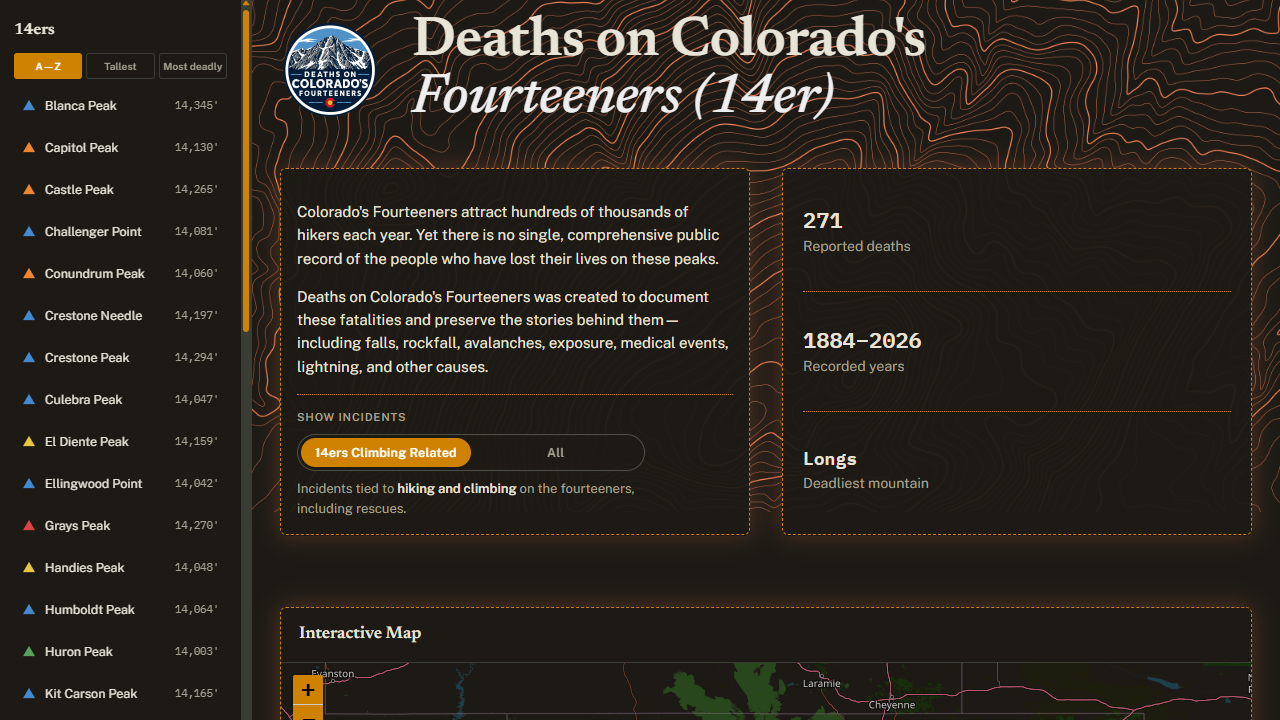 14ers
A—Z
Tallest
Most deadly
Blanca Peak 14,345'
Capitol Peak 14,130'
Castle Peak 14,265'
Challenger Point 14,081'
Conundrum Peak 14,060'
Crestone Needle 14,197'
Crestone Peak 14,294'
Culebra Peak 14,047'
El Diente Peak 14,159'
Ellingwood Point 14,042'
Grays Peak 14,270'
Handies Peak 14,048'
Humboldt Peak 14,064'
Huron Peak 14,003'
Kit Carson Peak 14,165'
DEATHS ON
COLORADO'S
FOURTEENERS
Deaths on Colorado's
Fourteeners (14er)
Colorado's Fourteeners attract hundreds of thousands of
hikers each year. Yet there is no single, comprehensive public
record of the people who have lost their lives on these peaks.
Deaths on Colorado's Fourteeners was created to document
these fatalities and preserve the stories behind them—
including falls, rockfall, avalanches, exposure, medical events,
lightning, and other causes.
SHOW INCIDENTS
14ers Climbing Related
All
Incidents tied to hiking and climbing on the fourteeners,
including rescues.
271
Reported deaths
1884–2026
Recorded years
Longs
Deadliest mountain
Interactive Map
+
Evanston
Laramie
Cheyenne